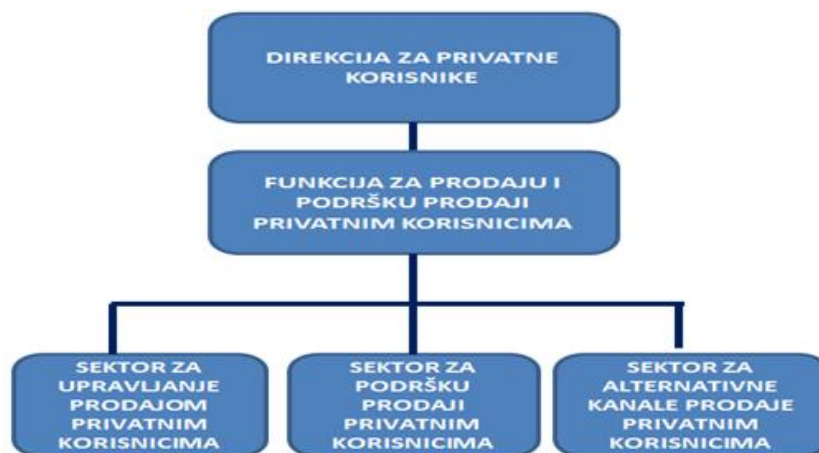 DIREKCIJA ZA PRIVATNE
KORISNIKE
FUNKCIJA ZA PRODAJU I
PODRŠKU PRODAJI
PRIVATNIM KORISNICIMA
SEKTOR ZA
UPRAVLJANJE
PRODAJOM
PRIVATNIM
KORISNICIMA
SEKTOR ZA
PODRŠKU
PRODAJI
PRIVATNIM
KORISNICIMA
SEKTOR ZA
ALTERNATIVNE
KANALE PRODAJE
PRIVATNIM
KORISNICIMA